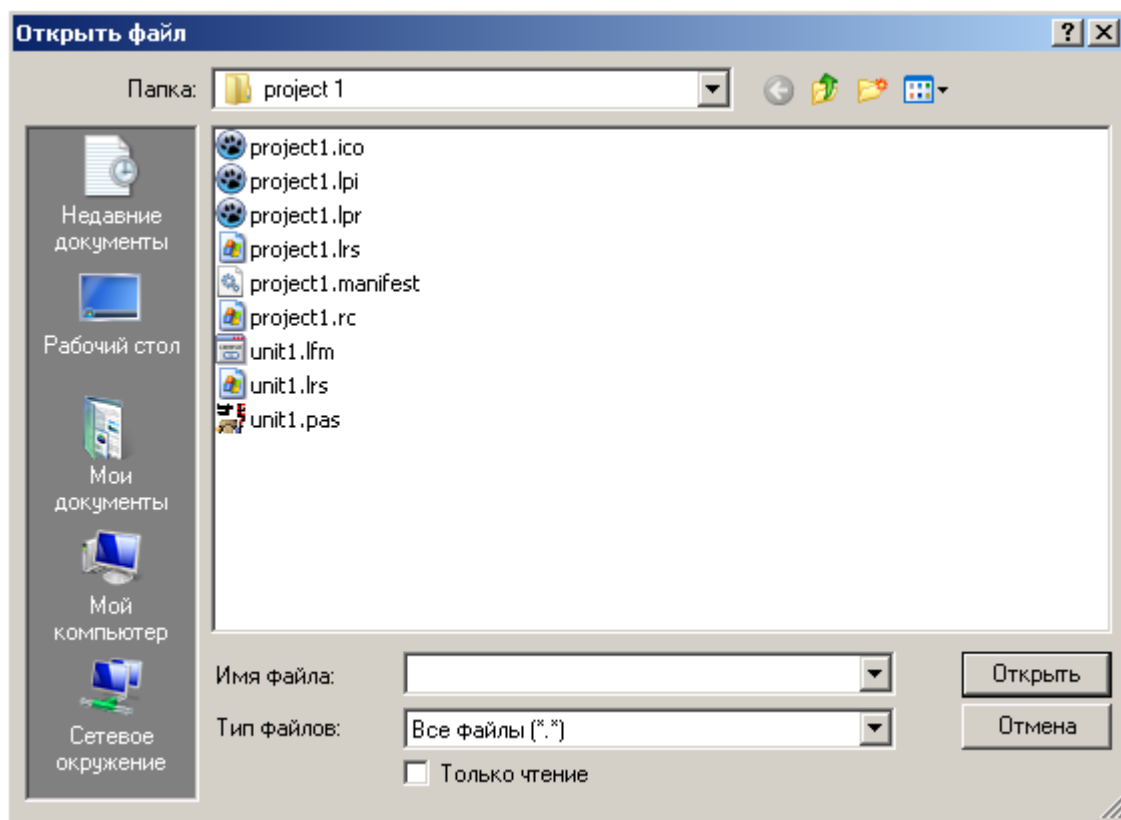 Открыть файл
Папка:
project 1
project1.ico
project1.lpi
project1.lpr
project1.lrs
project1.manifest
project1.rc
unit1.lfm
unit1.lrs
unit1.pas
Недавние
документы
Рабочий стол
Мои
документы
Мой
компьютер
Сетевое
окружение
Имя файла:
Открыть
Тип файлов:
Все файлы (*.*)
Отмена
Только чтение